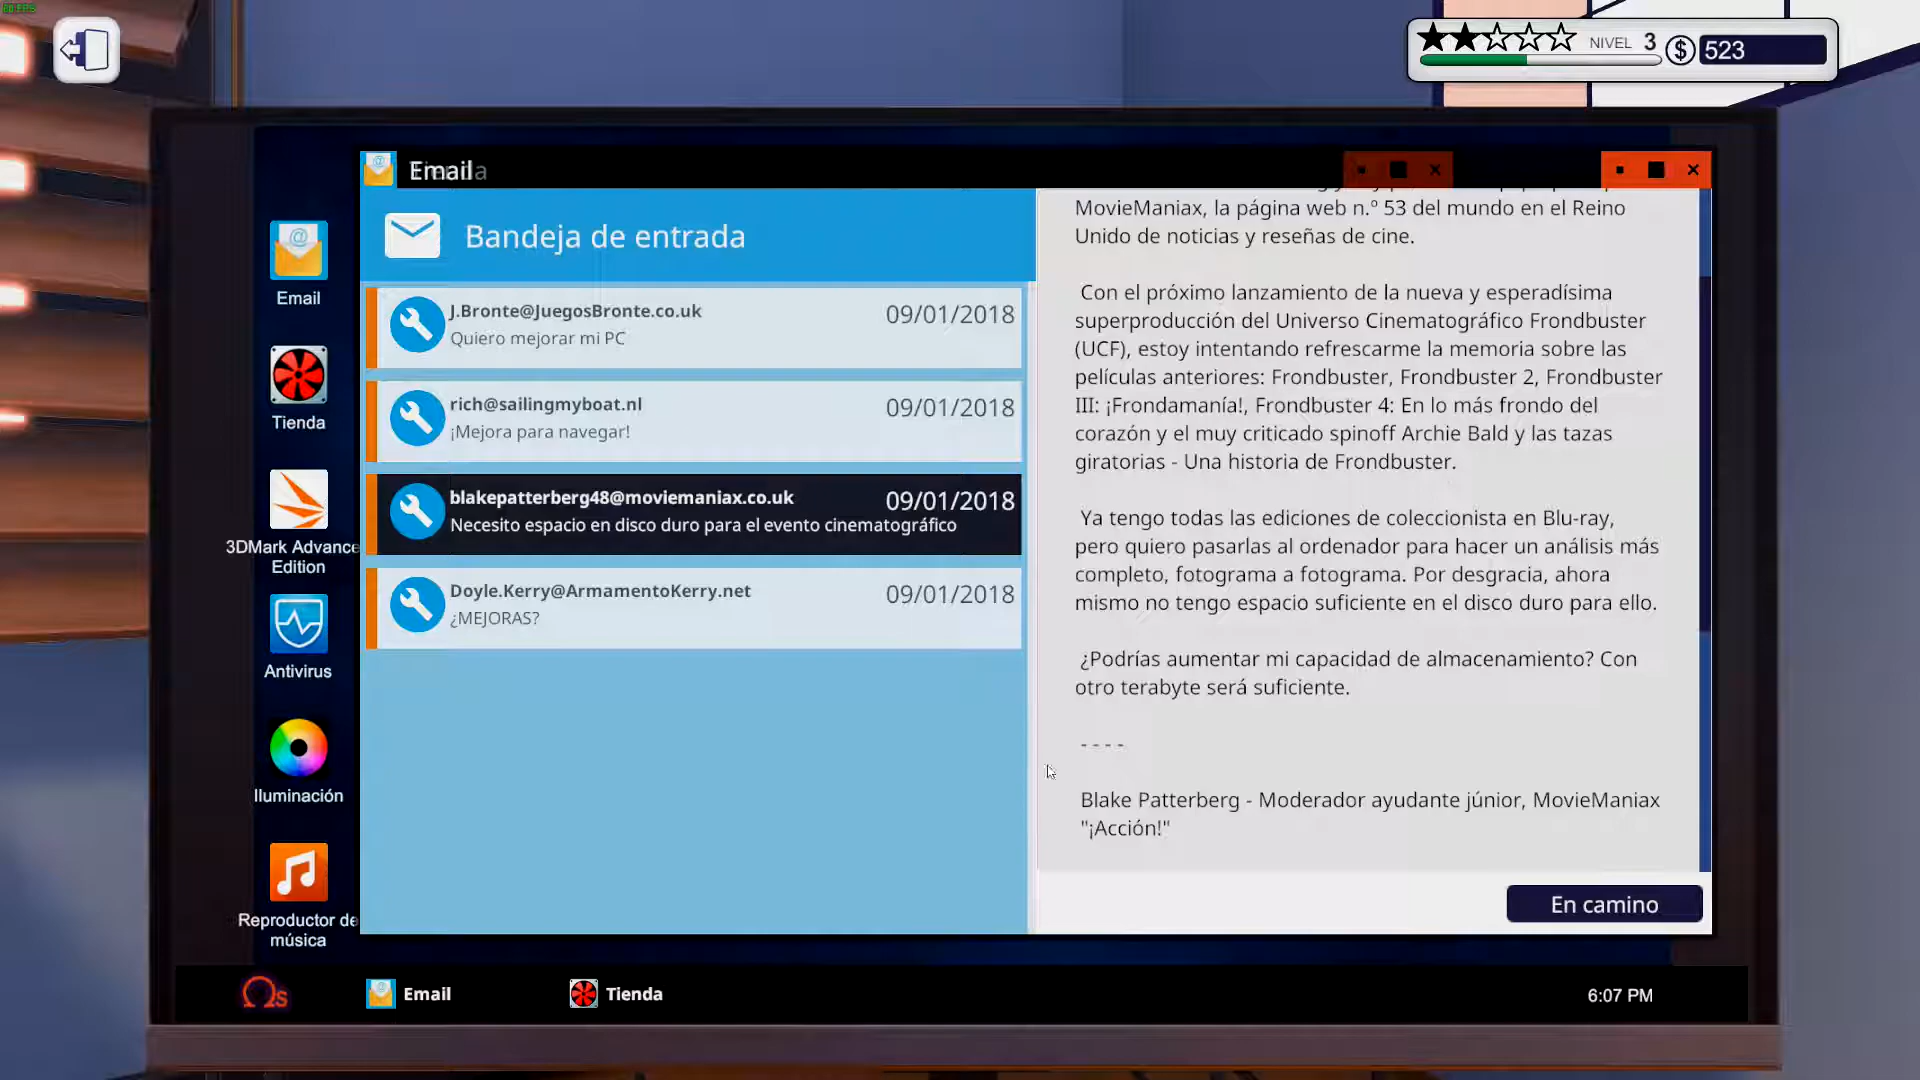 NIVEL 3
523
Email
Bandeja de entrada
J.Bronte@JuegosBronte.co.uk
09/01/2018
Quiero mejorar mi PC
rich@sailingmyboat.nl
09/01/2018
¡Mejora para navegar!
blakepatterberg48@moviemaniax.co.uk
09/01/2018
Necesito espacio en disco duro para el evento cinematográfico
Doyle.Kerry@ArmamentoKerry.net
09/01/2018
¿MEJORAS?
MovieManiax, la página web n.º 53 del mundo en el Reino
Unido de noticias y reseñas de cine.
Con el próximo lanzamiento de la nueva y esperadísima
superproducción del Universo Cinematográfico Frondbuster
(UCF), estoy intentando refrescarme la memoria sobre las
películas anteriores: Frondbuster, Frondbuster 2, Frondbuster
III: ¡Frondamanía!, Frondbuster 4: En lo más frondo del
corazón y el muy criticado spinoff Archie Bald y las tazas
giratorias - Una historia de Frondbuster.
Ya tengo todas las ediciones de coleccionista en Blu-ray,
pero quiero pasarlas al ordenador para hacer un análisis más
completo, fotograma a fotograma. Por desgracia, ahora
mismo no tengo espacio suficiente en el disco duro para ello.
¿Podrías aumentar mi capacidad de almacenamiento? Con
otro terabyte será suficiente.
- - - -
Blake Patterberg - Moderador ayudante júnior, MovieManiax
"¡Acción!"
En camino
Email
Tienda
3DMark Advance
Edition
Antivirus
Iluminación
Reproductor de
música
Ωs
Email
Tienda
6:07 PM